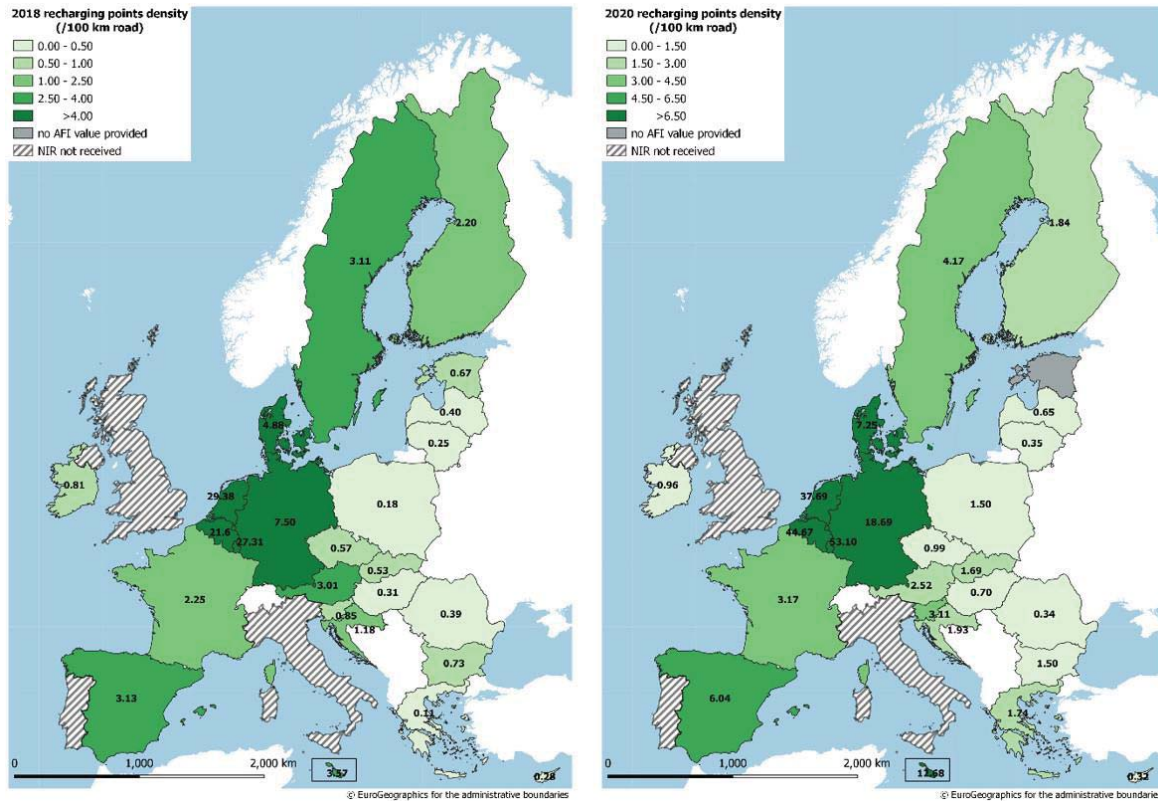 2018 recharging points density
(/100 km road)
0.00 - 0.50
0.50 - 1.00
1.00 - 2.50
2.50 - 4.00
>4.00
no AFI value provided
NIR not received
2.20
3.11
0.67
4.88
0.40
0.25
0.81
29.38
0.18
7.50
21.6
27.31
0.57
0.53
3.01
0.31
2.25
0.85
0.39
1.18
0.73
3.13
0.11
0
1,000
2,000 km
3.57
0.28
© EuroGeographics for the administrative boundaries
2020 recharging points density
(/100 km road)
0.00 - 1.50
1.50 - 3.00
3.00 - 4.50
4.50 - 6.50
>6.50
no AFI value provided
NIR not received
1.84
4.17
7.25
0.65
0.35
0.96
37.69
1.50
18.69
44.67
53.10
0.99
1.69
2.52
0.70
3.17
3.11
0.34
1.93
1.50
6.04
1.74
0
1,000
2,000 km
12.68
0.32
© EuroGeographics for the administrative boundaries